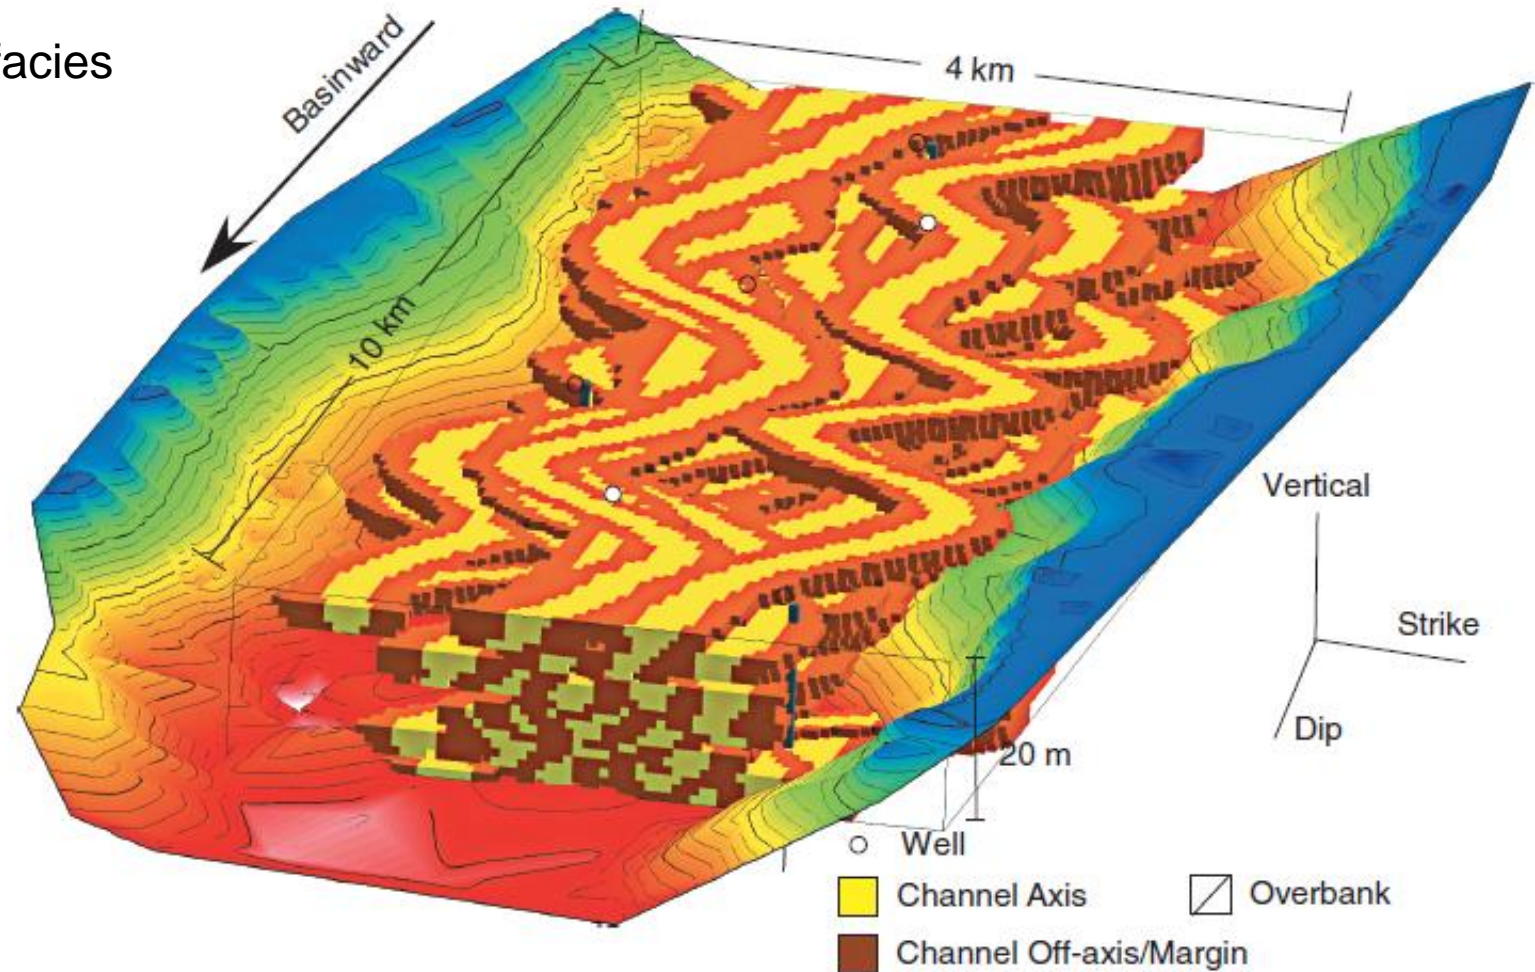 acies
Basinward
4 km
10 km
Vertical
Strike
Dip
20 m
Well
Channel Axis
Overbank
Channel Off-axis/Margin